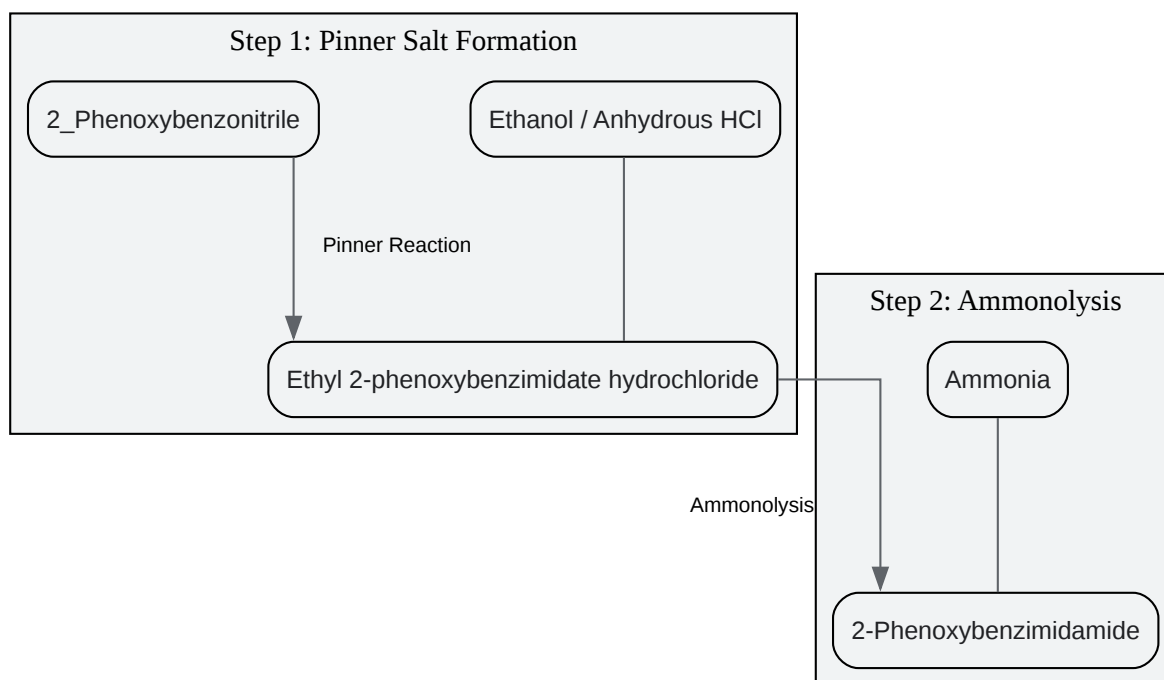 Step 1: Pinner Salt Formation
2_Phenoxybenzonitrile
Ethanol / Anhydrous HCl
Pinner Reaction
Ethyl 2-phenoxybenzimidate hydrochloride
Step 2: Ammonolysis
Ammonia
Ammonolysis
2-Phenoxybenzimidamide